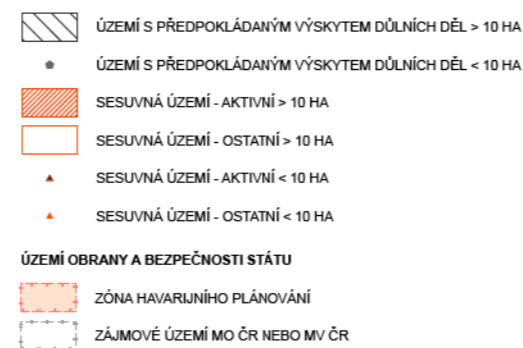 ÚZEMÍ S PŘEDPOKLÁDANÝM VÝSKYTEM DŮLNÍCH DĚL > 10 HA
ÚZEMÍ S PŘEDPOKLÁDANÝM VÝSKYTEM DŮLNÍCH DĚL < 10 HA
SESUVNÁ ÚZEMÍ - AKTIVNÍ > 10 HA
SESUVNÁ ÚZEMÍ - OSTATNÍ > 10 HA
SESUVNÁ ÚZEMÍ - AKTIVNÍ < 10 HA
SESUVNÁ ÚZEMÍ - OSTATNÍ < 10 HA
ÚZEMÍ OBRANY A BEZPEČNOSTI STÁTU
ZÓNA HAVARIJNÍHO PLÁNOVÁNÍ
ZÁJMOVÉ ÚZEMÍ MO ČR NEBO MV ČR